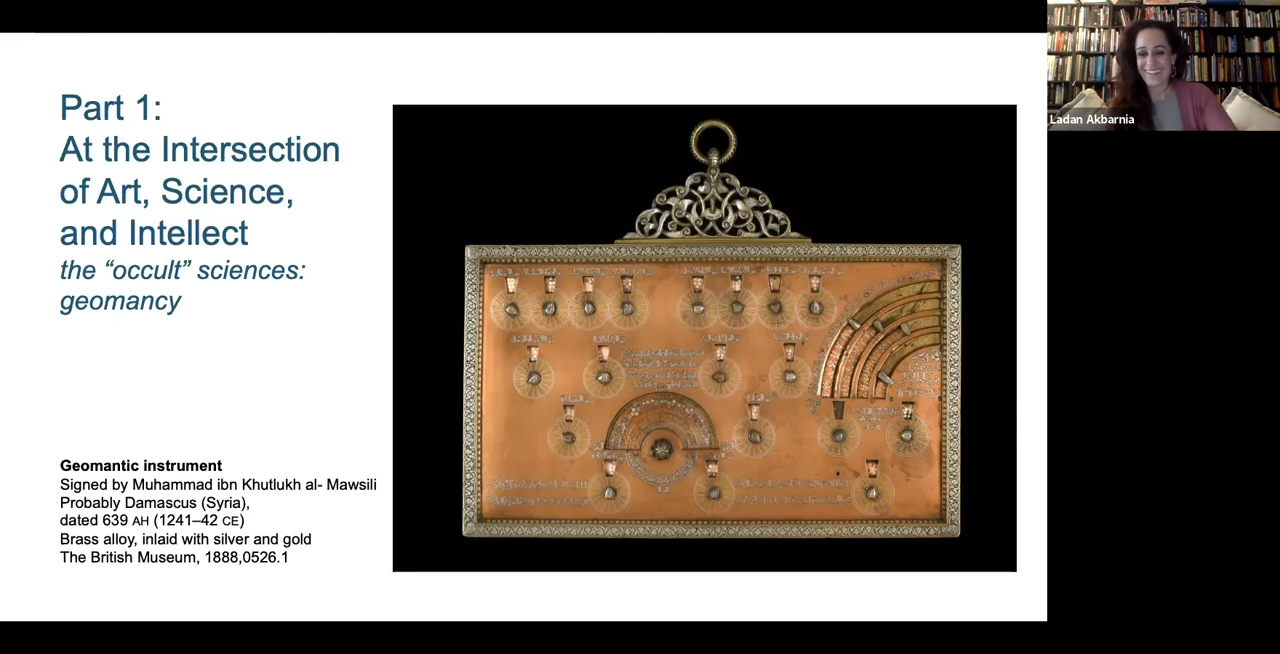 Part 1:
At the Intersection
of Art, Science,
and Intellect
the “occult” sciences:
geomancy
Geomantic instrument
Signed by Muhammad ibn Khutlukh al- Mawsili
Probably Damascus (Syria),
dated 639 AH (1241–42 CE)
Brass alloy, inlaid with silver and gold
The British Museum, 1888,0526.1
Ladan Akbarnia